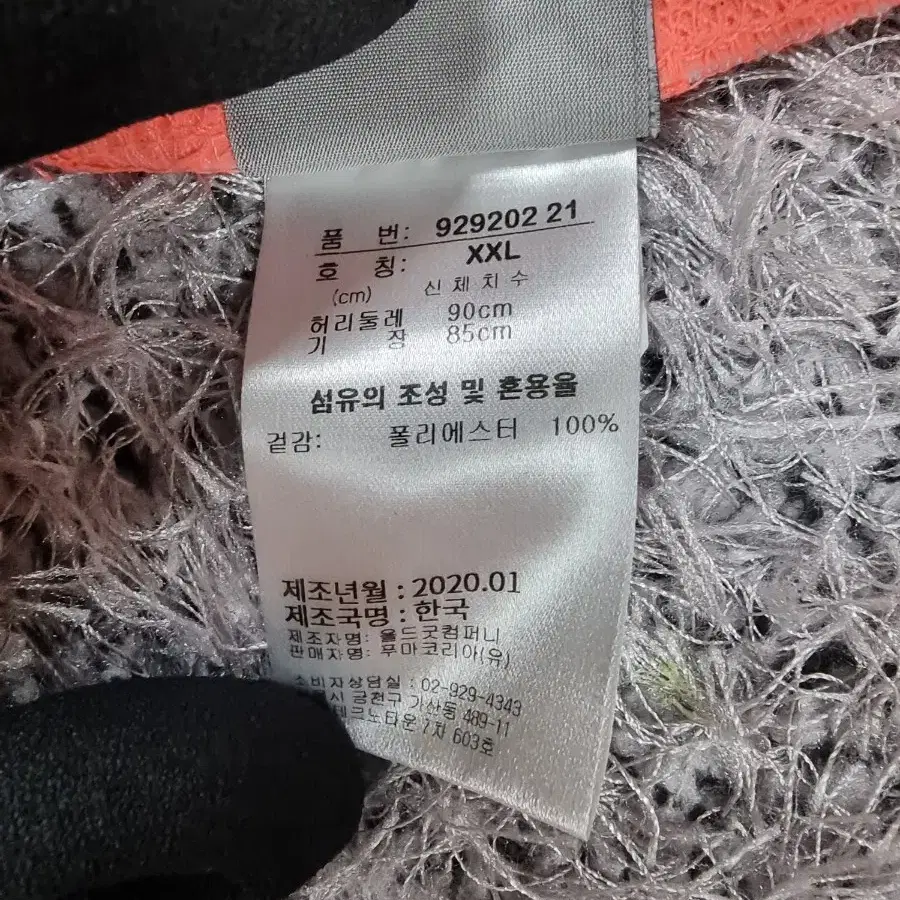 품 번: 929202 21
호 칭: XXL
(cm) 신 체 치 수
허리둘레 90cm
기 장 85cm
섬유의 조성 및 혼용율
겉감: 폴리에스터 100%
제조년월 : 2020.01
제조국명 : 한국
제조자명: 올드굿컴퍼니
판매자명: 푸마코리아(유)
소비자상담실 : 02-929-4343
시 금천구 가산동 489-11
테크노타운 7차 603호